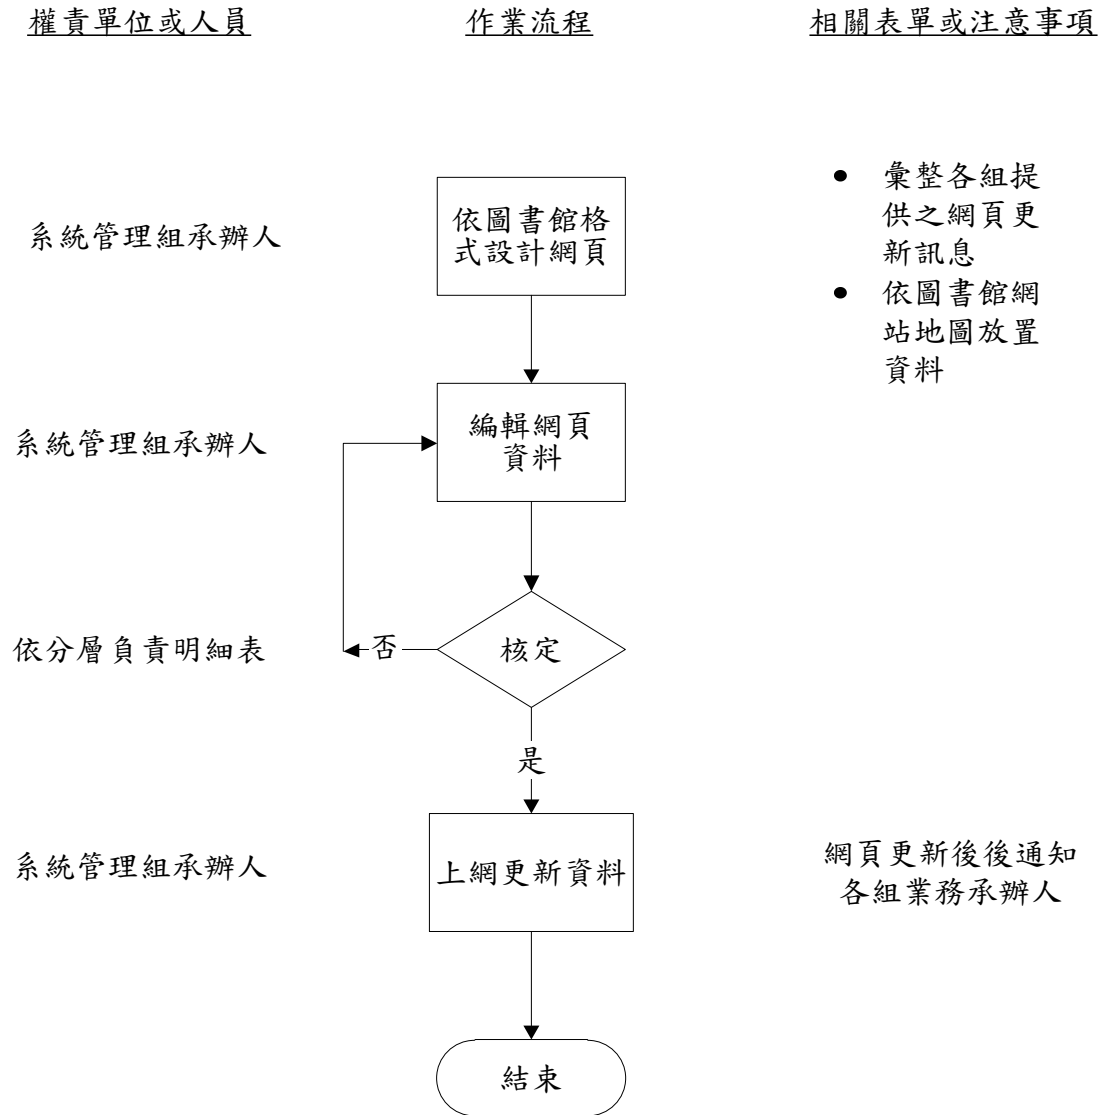 權責單位或人員
作業流程
相關表單或注意事項
系統管理組承辦人
依圖書館格
式設計網頁
● 彙整各組提
供之網頁更
新訊息
● 依圖書館網
站地圖放置
資料
系統管理組承辦人
編輯網頁
資料
依分層負責明細表
否
核定
是
系統管理組承辦人
上網更新資料
網頁更新後後通知
各組業務承辦人
結束